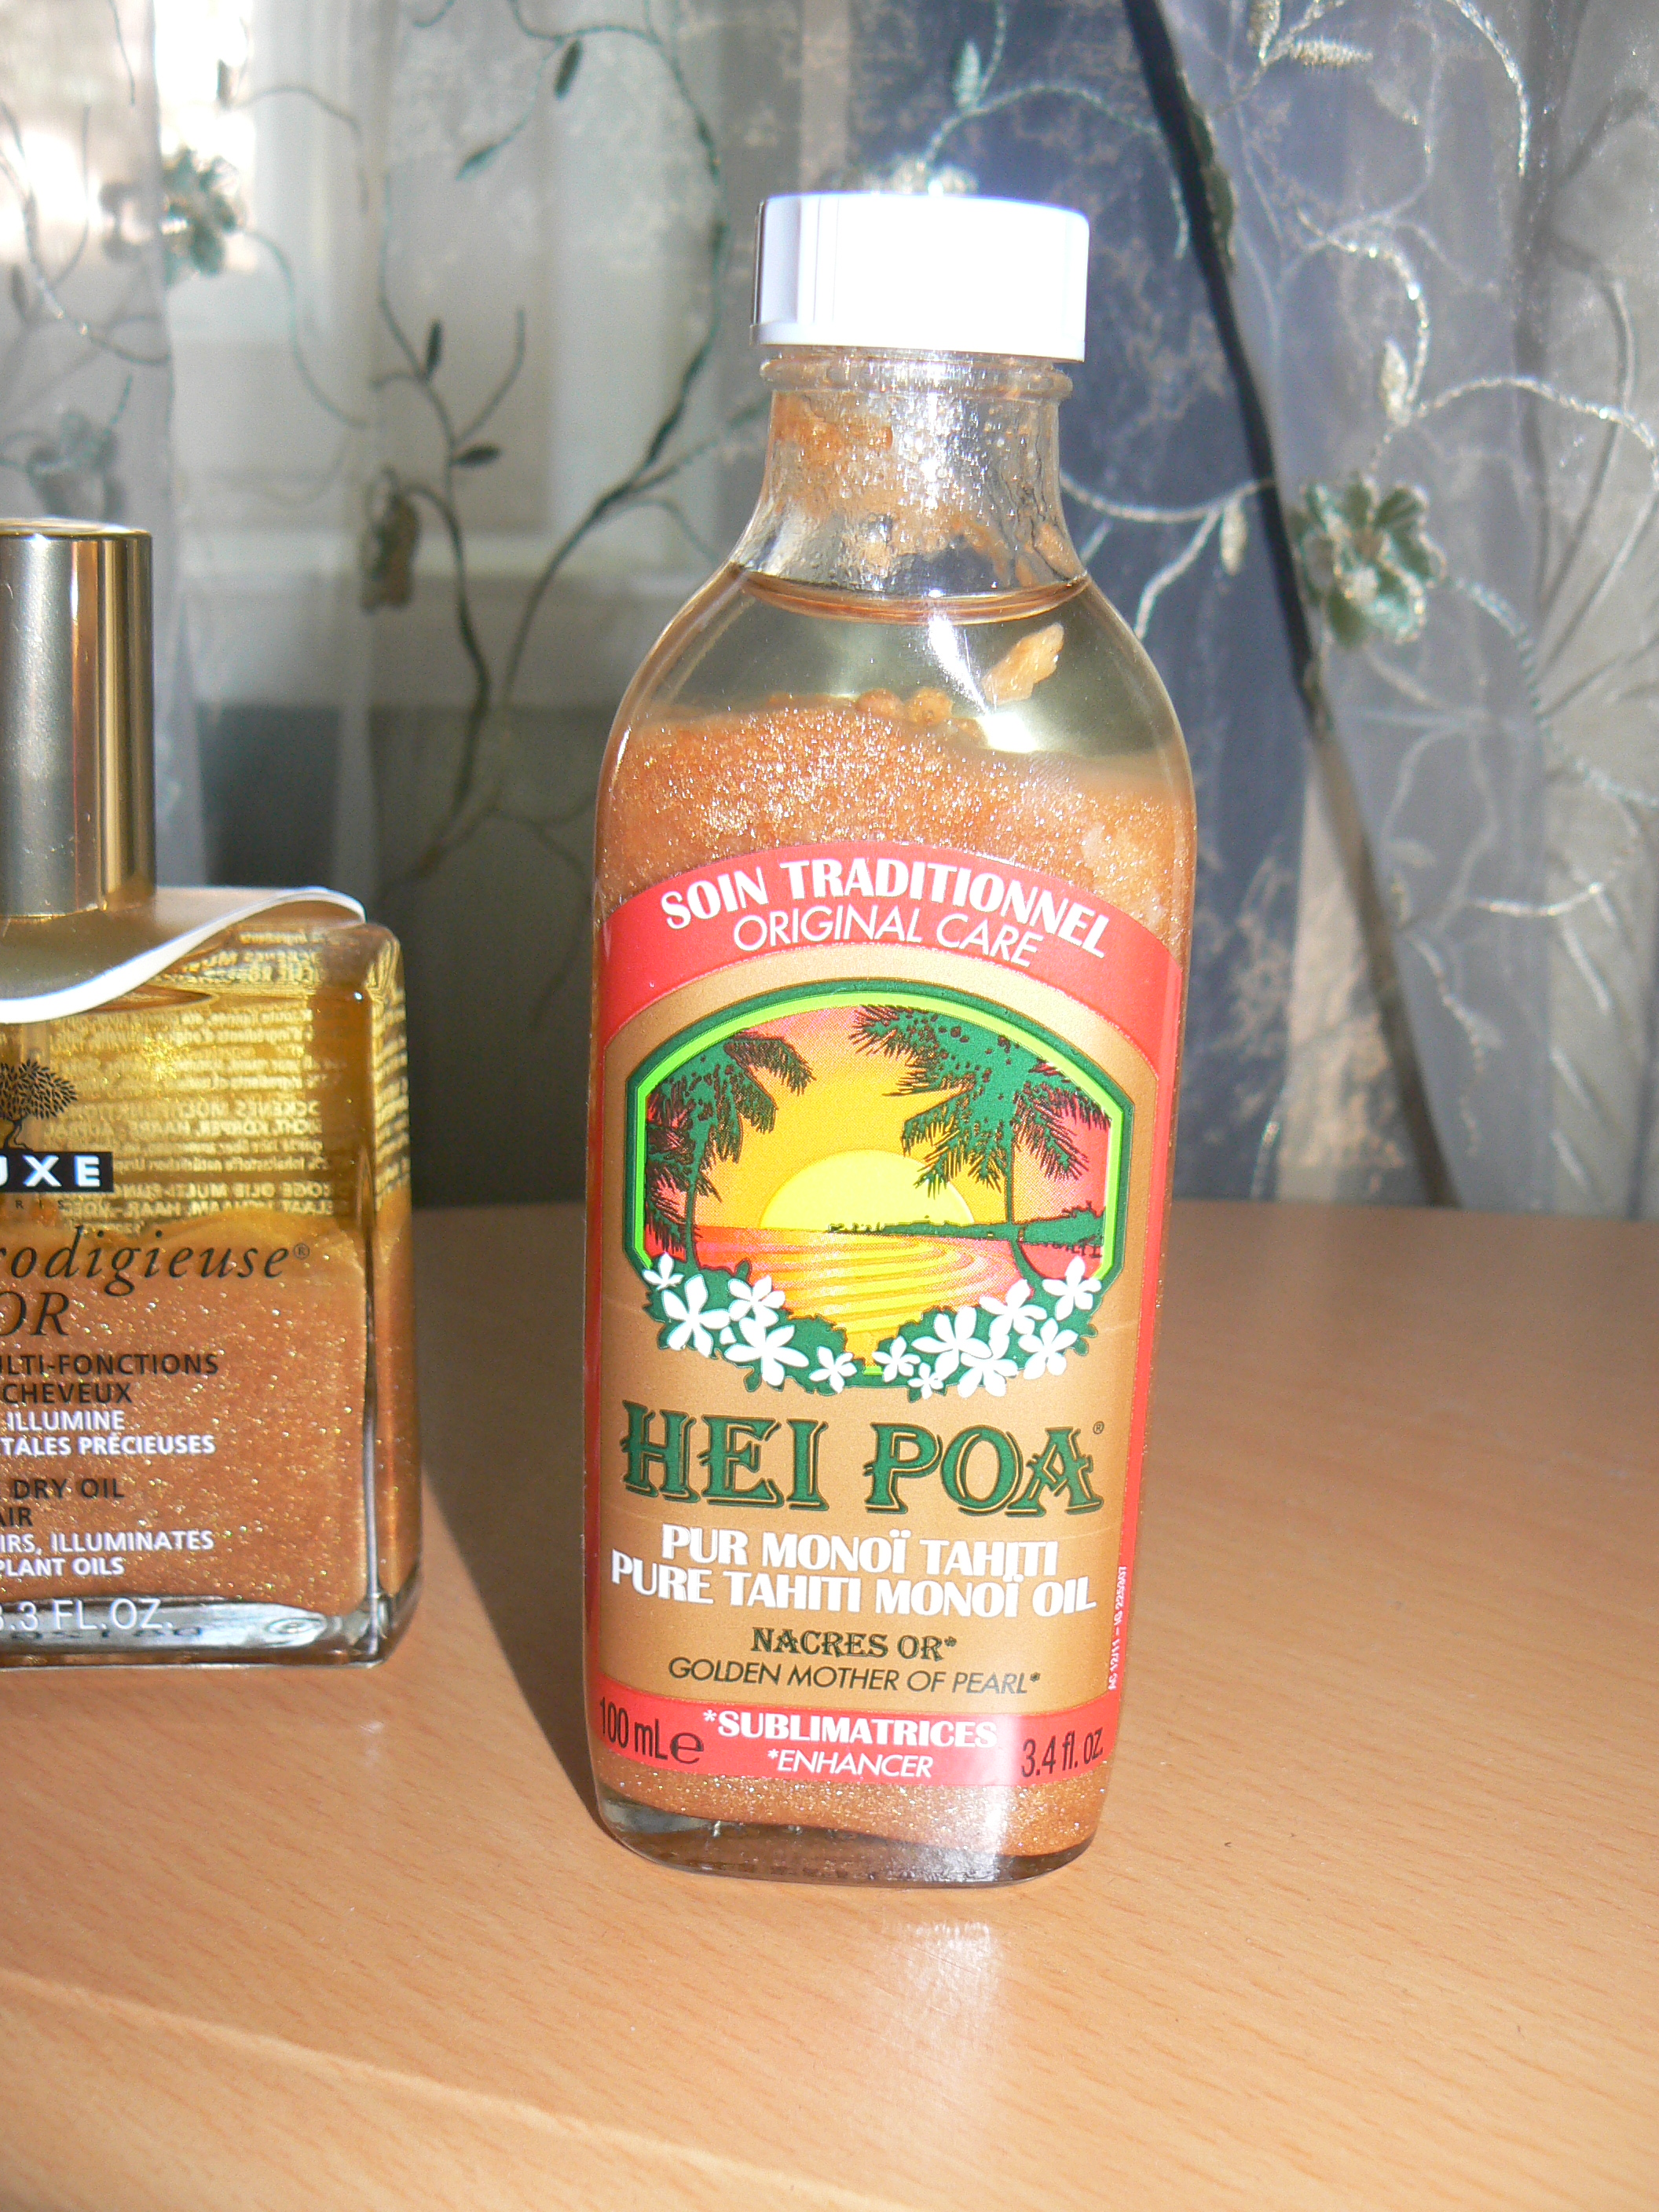 SOIN TRADITIONNEL
ORIGINAL CARE
HEI POA®
PUR MONOÏ TAHITI
PURE TAHITI MONOÏ OIL
NACRES OR*
GOLDEN MOTHER OF PEARL*
100 mL e
*SUBLIMATRICES
*ENHANCER
3.4 fl. oz.
UXE
RIS
rodigieuse®
OR
ULTI-FONCTIONS
CHEVEUX
ILLUMINE
TALES PRÉCIEUSES
DRY OIL
AIR
IRS, ILLUMINATES
PLANT OILS
3.3 FL.OZ.